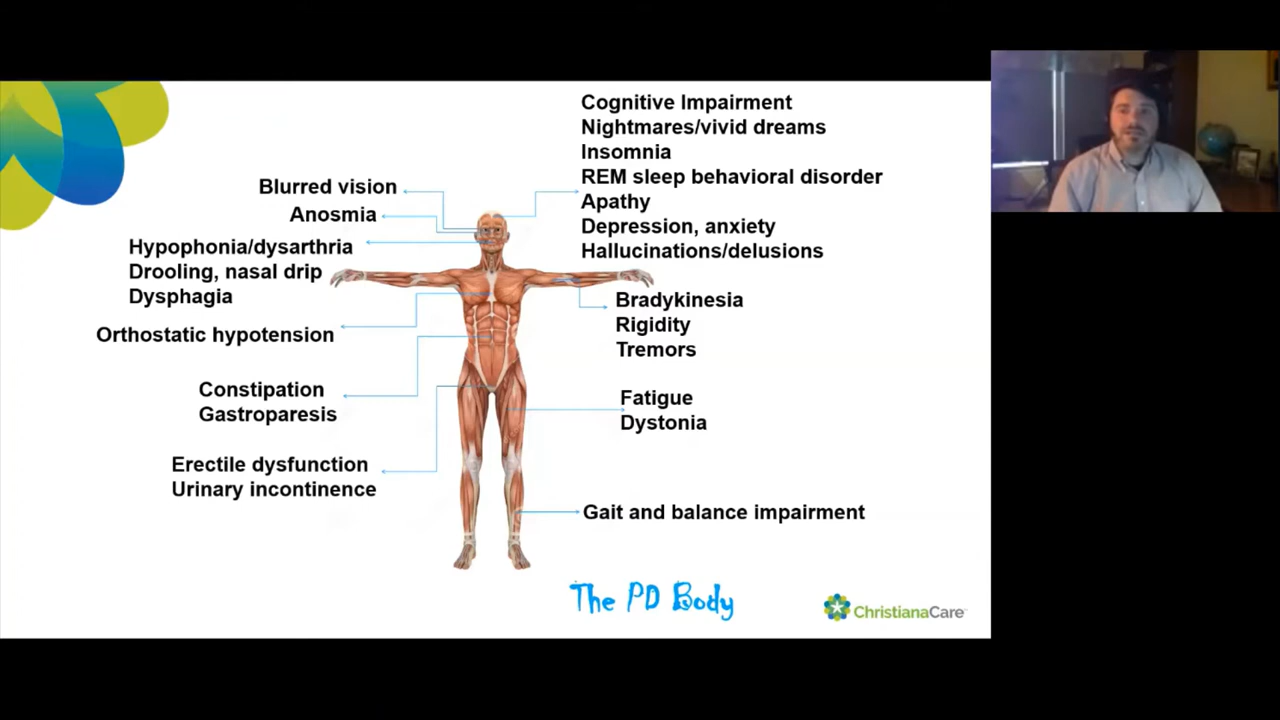 Blurred vision
Anosmia
Hypophonia/dysarthria
Drooling, nasal drip
Dysphagia
Orthostatic hypotension
Constipation
Gastroparesis
Erectile dysfunction
Urinary incontinence
Cognitive Impairment
Nightmares/vivid dreams
Insomnia
REM sleep behavioral disorder
Apathy
Depression, anxiety
Hallucinations/delusions
Bradykinesia
Rigidity
Tremors
Fatigue
Dystonia
Gait and balance impairment
The PD Body
ChristianaCare